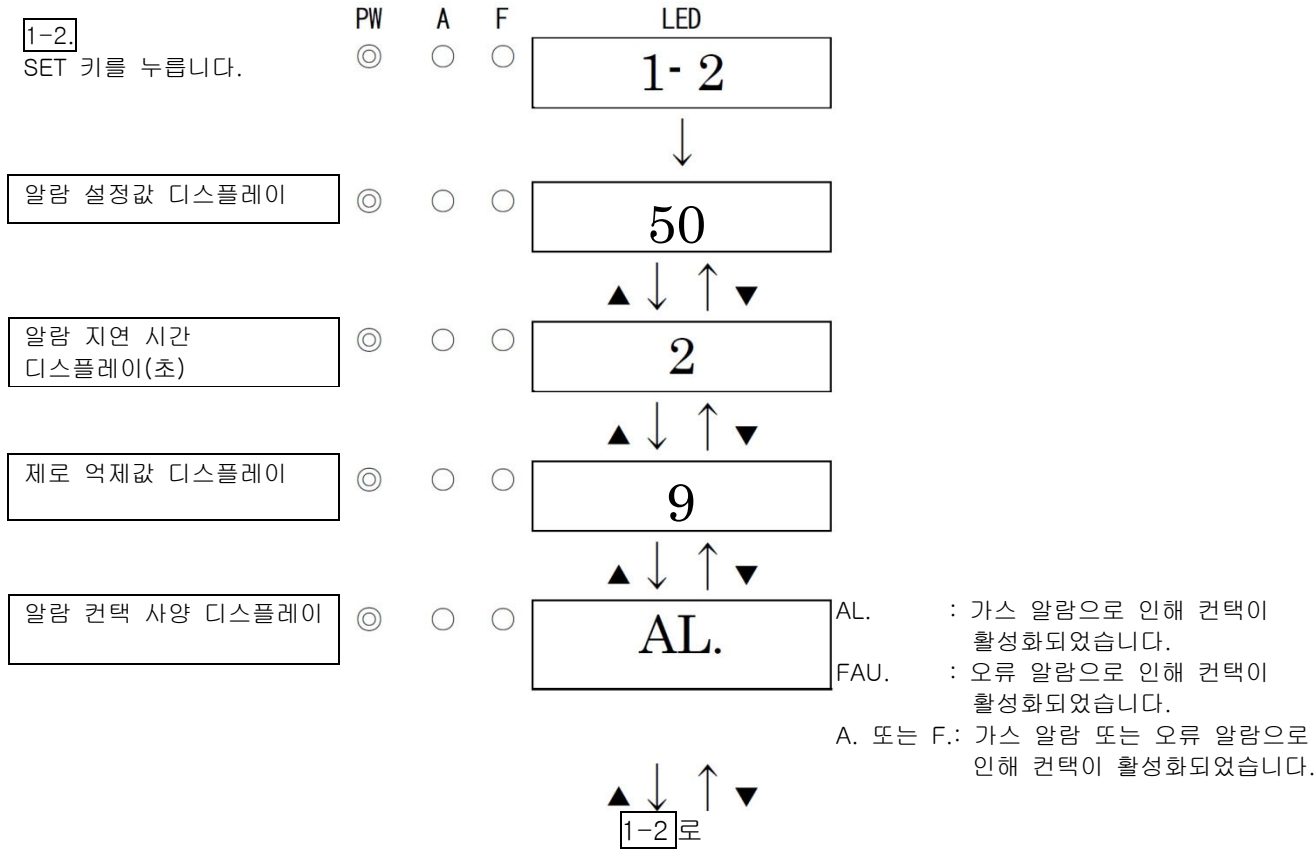 PW A F LED
1-2.
SET 키를 누릅니다.
◎ ○ ○ 1- 2
↓
알람 설정값 디스플레이 ◎ ○ ○ 50
▲ ↓ ↑ ▼
알람 지연 시간
디스플레이(초) ◎ ○ ○ 2
▲ ↓ ↑ ▼
제로 억제값 디스플레이 ◎ ○ ○ 9
▲ ↓ ↑ ▼
알람 컨택 사양 디스플레이 ◎ ○ ○ AL.
AL. : 가스 알람으로 인해 컨택이
활성화되었습니다.
FAU. : 오류 알람으로 인해 컨택이
활성화되었습니다.
A. 또는 F.: 가스 알람 또는 오류 알람으로
인해 컨택이 활성화되었습니다.
▲ ↓ ↑ ▼
1-2 로